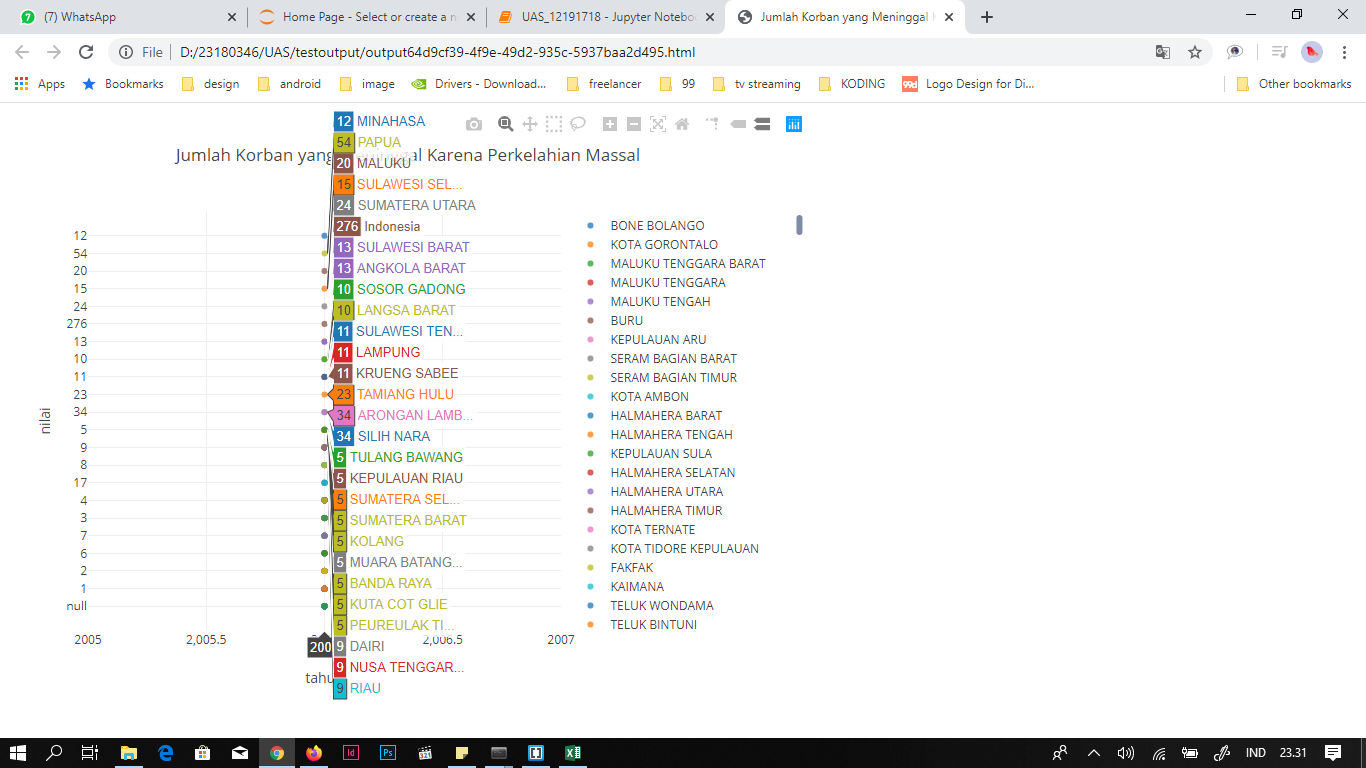 (7) WhatsApp
Home Page - Select or create a n
UAS_12191718 - Jupyter Notebo
Jumlah Korban yang Meninggal
File
D:/23180346/UAS/testoutput/output64d9cf39-4f9e-49d2-935c-5937baa2d495.html
Apps
Bookmarks
design
android
image
Drivers - Download...
freelancer
99
tv streaming
KODING
Logo Design for Di...
Other bookmarks
Jumlah Korban yang
Karena Perkelahian Massal
12 MINAHASA
54 PAPUA
20 MALUKU
15 SULAWESI SEL...
24 SUMATERA UTARA
276 Indonesia
13 SULAWESI BARAT
13 ANGKOLA BARAT
10 SOSOR GADONG
10 LANGSA BARAT
11 SULAWESI TEN...
11 LAMPUNG
11 KRUENG SABEE
23 TAMIANG HULU
34 ARONGAN LAMB...
34 SILIH NARA
5 TULANG BAWANG
5 KEPULAUAN RIAU
5 SUMATERA SEL...
5 SUMATERA BARAT
5 KOLANG
5 MUARA BATANG...
5 BANDA RAYA
5 KUTA COT GLIE
5 PEUREULAK TI...
9 DAIRI
9 NUSA TENGGAR...
9 RIAU
nilai
12
54
20
15
24
276
13
10
11
23
34
5
9
8
17
4
3
7
6
2
1
null
2005
2,005.5
200
2,006.5
2007
tahu
BONE BOLANGO
KOTA GORONTALO
MALUKU TENGGARA BARAT
MALUKU TENGGARA
MALUKU TENGAH
BURU
KEPULAUAN ARU
SERAM BAGIAN BARAT
SERAM BAGIAN TIMUR
KOTA AMBON
HALMAHERA BARAT
HALMAHERA TENGAH
KEPULAUAN SULA
HALMAHERA SELATAN
HALMAHERA UTARA
HALMAHERA TIMUR
KOTA TERNATE
KOTA TIDORE KEPULAUAN
FAKFAK
KAIMANA
TELUK WONDAMA
TELUK BINTUNI
IND
23.31